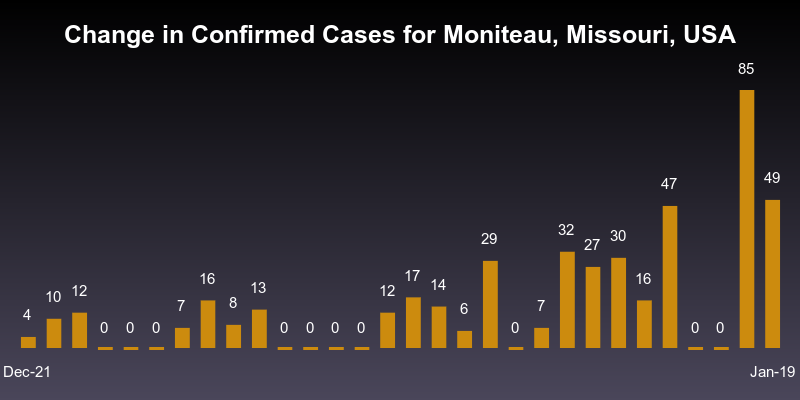 Change in Confirmed Cases for Moniteau, Missouri, USA
4 10 12 0 0 0 7 16 8 13 0 0 0 0 12 17 14 6 29 0 7 32 27 30 16 47 0 0 85 49
Dec-21 Jan-19